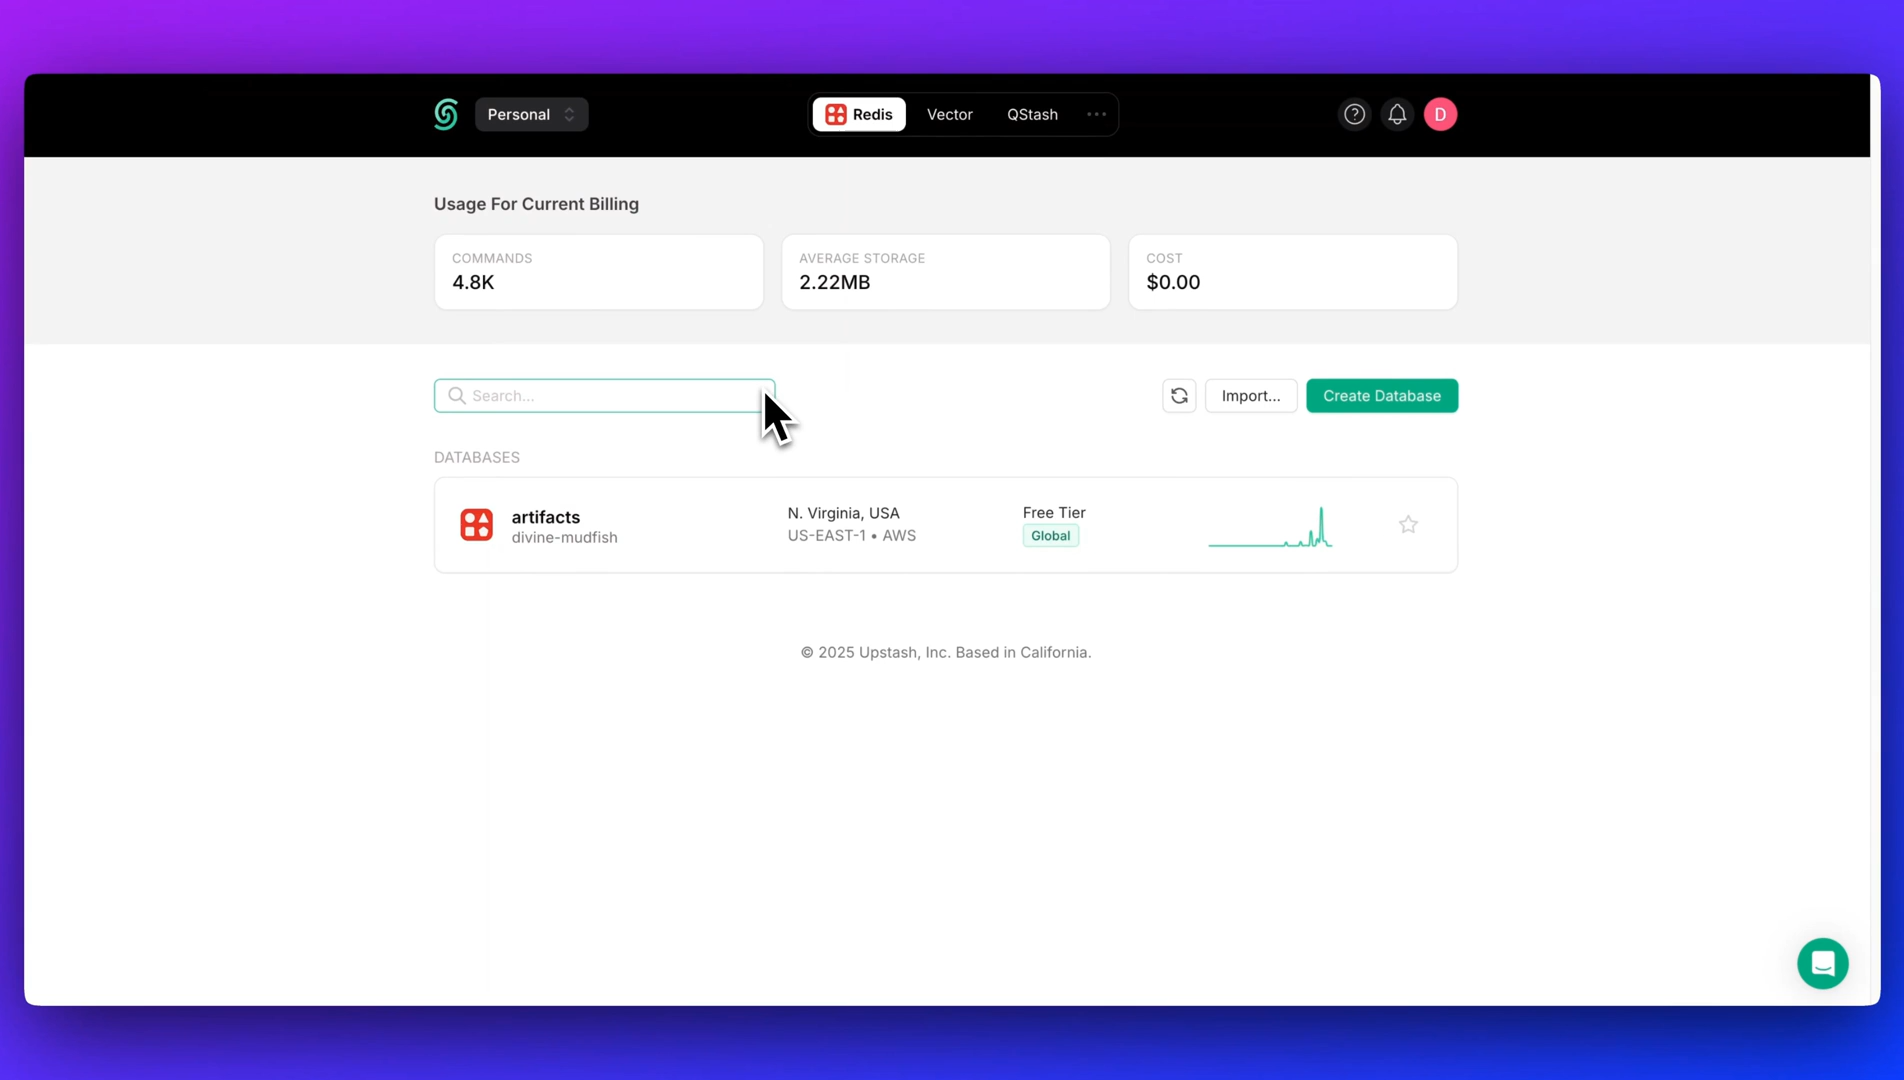 Personal
Redis
Vector
QStash
D
Usage For Current Billing
COMMANDS
4.8K
AVERAGE STORAGE
2.22MB
COST
$0.00
Search...
Import...
Create Database
DATABASES
artifacts
divine-mudfish
N. Virginia, USA
US-EAST-1 • AWS
Free Tier
Global
© 2025 Upstash, Inc. Based in California.